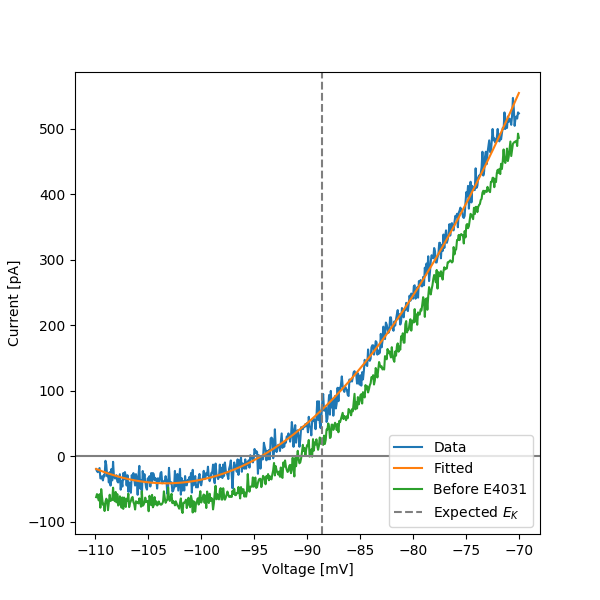 Current [pA]
500
400
300
200
100
0
−100
−110
−105
−100
−95
−90
−85
−80
−75
−70
Voltage [mV]
Data
Fitted
Before E4031
Expected E_K